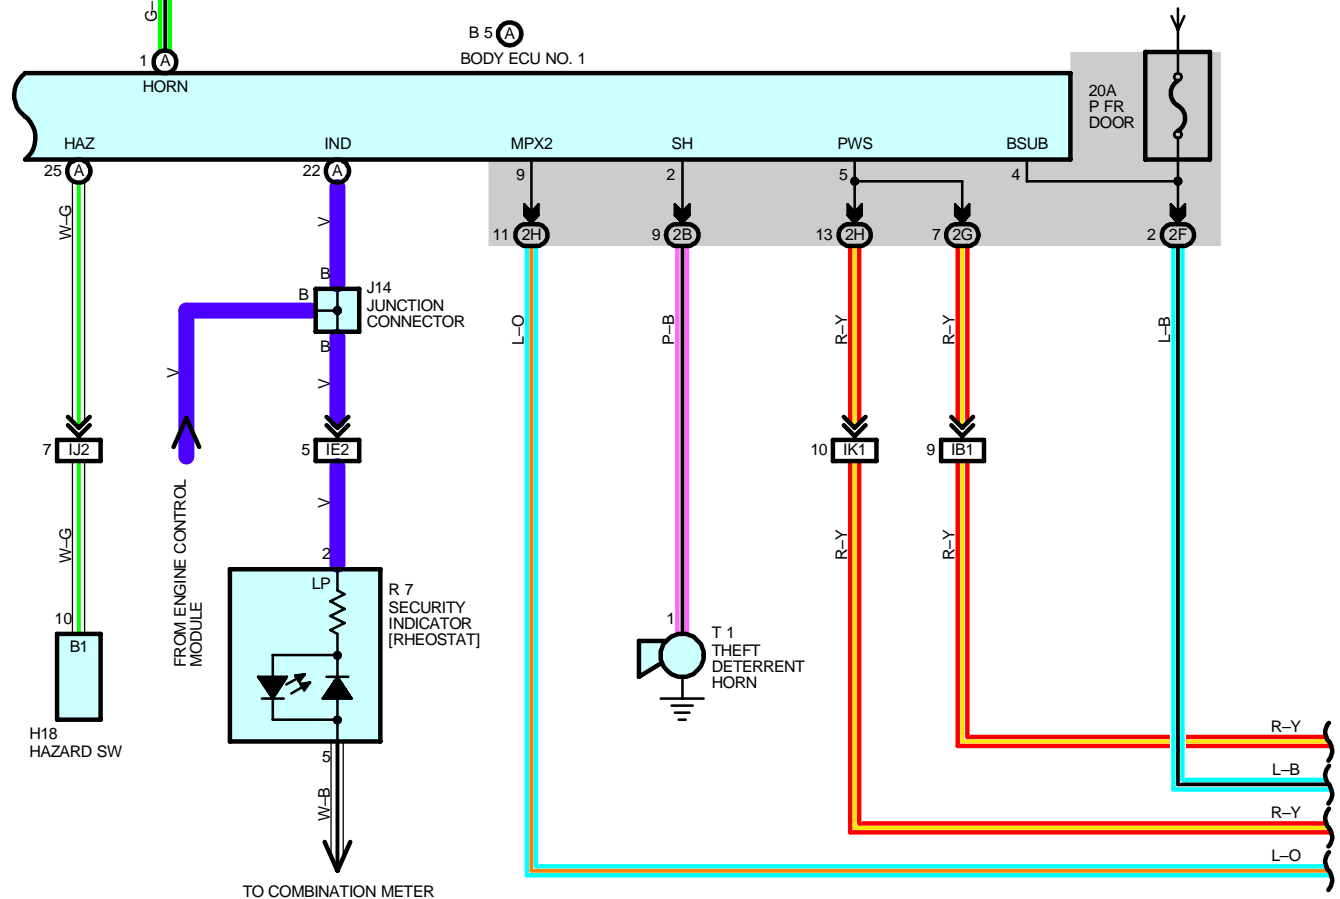 G–
B 5 A
BODY ECU NO. 1
1 A
HORN
20A
P FR
DOOR
HAZ
IND
MPX2
SH
PWS
BSUB
25 A
22 A
9
2
5
4
11 2H
9 2B
13 2H
7 2G
2 2F
W–G
V
B
B
J14
JUNCTION
CONNECTOR
B
V
V
L–O
P–B
R–Y
R–Y
L–B
7 IJ2
5 IE2
10 IK1
9 IB1
W–G
FROM ENGINE CONTROL
MODULE
V
R–Y
R–Y
2
LP
R 7
SECURITY
INDICATOR
[RHEOSTAT]
10
B1
H18
HAZARD SW
1
T 1
THEFT
DETERRENT
HORN
5
W–B
TO COMBINATION METER
R–Y
L–B
R–Y
L–O